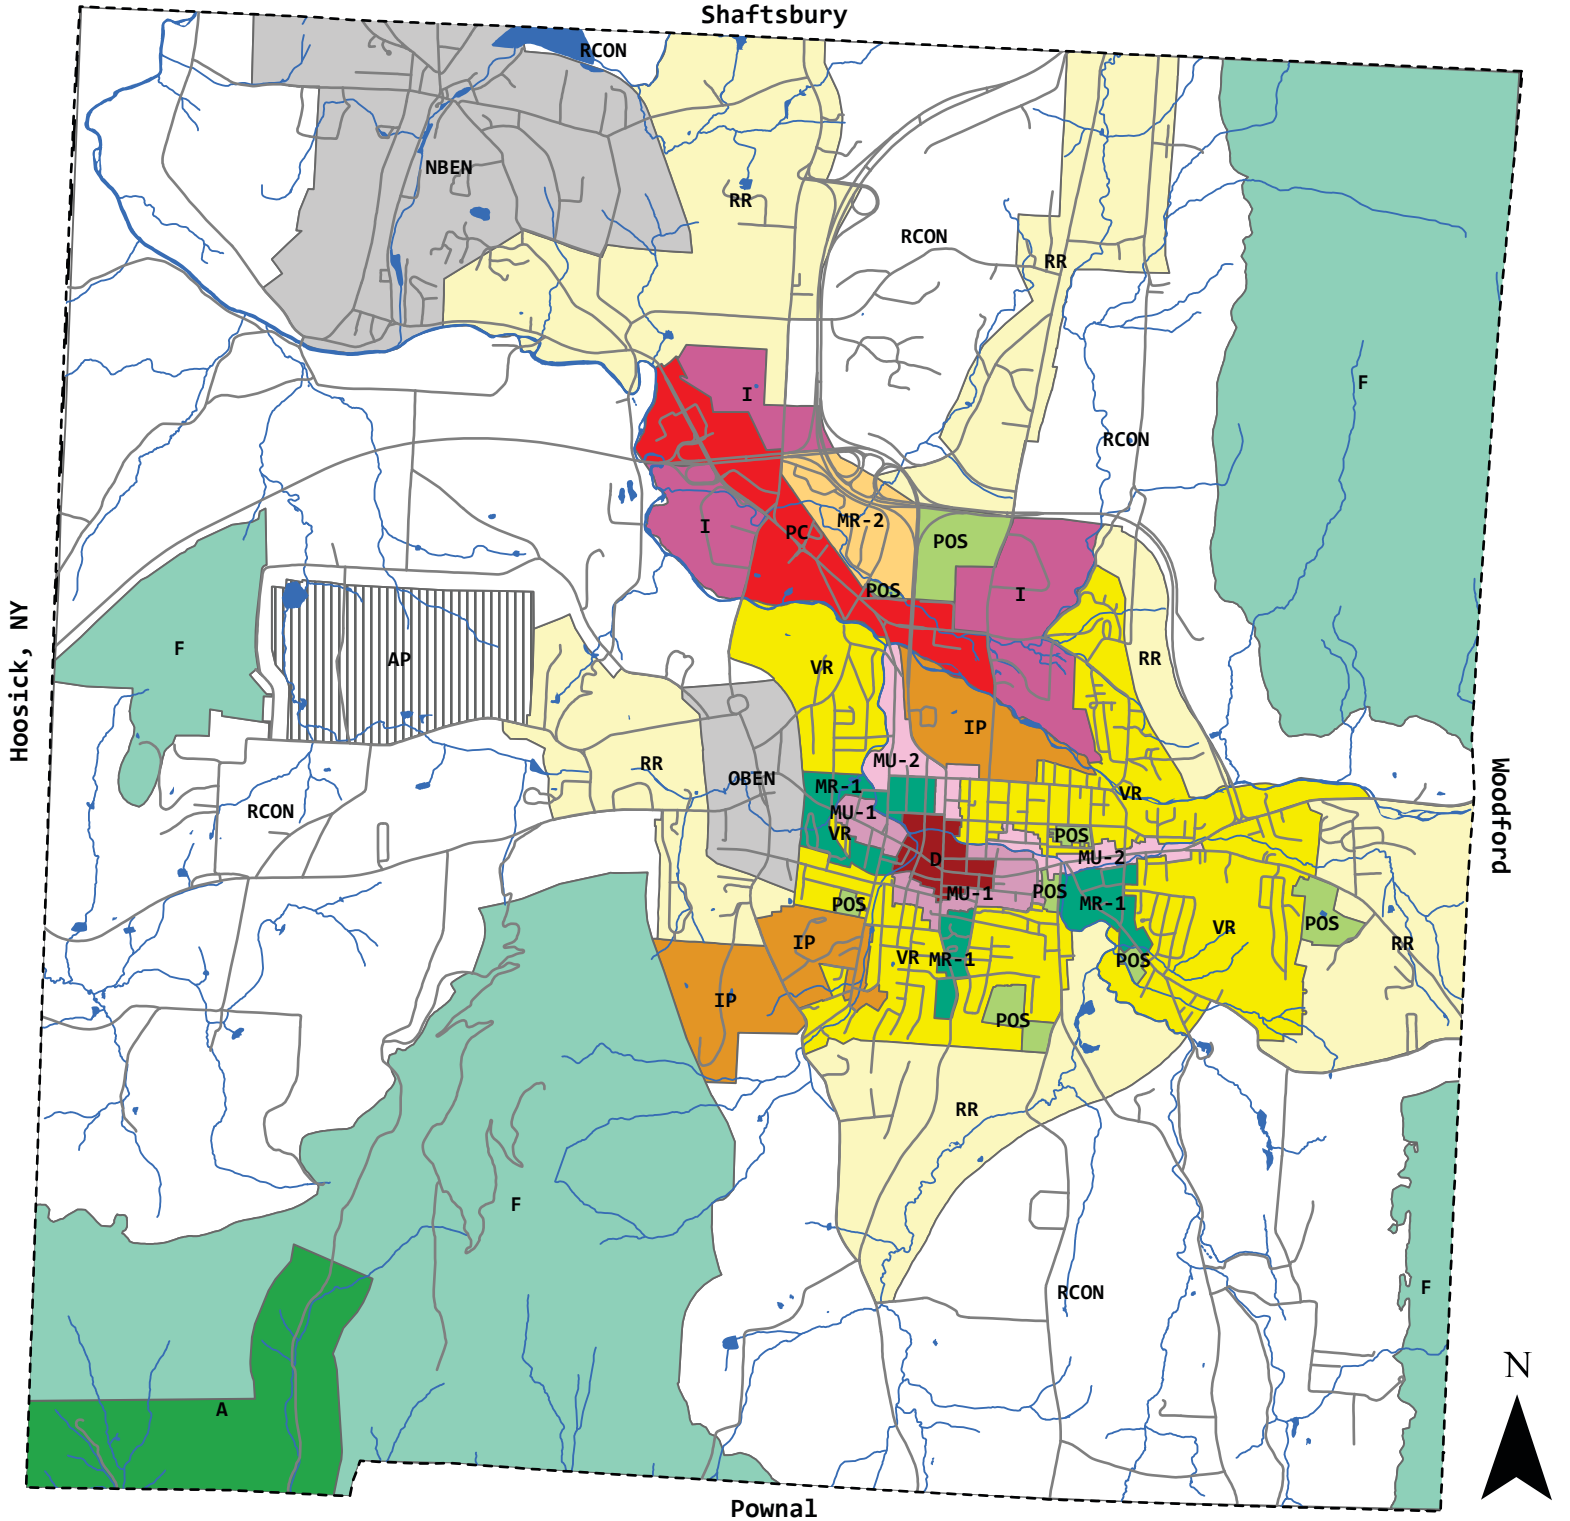 Shaftsbury
RCON
NBEN
RR
RCON
RR
F
I
RCON
I
PC
MR-2
POS
POS
I
F
AP
VR
RR
Hoosick, NY
IP
RR
OBEN
MU-2
MR-1
VR
Woodford
RCON
MU-1
VR
POS
D
MU-2
POS
MU-1
POS
MR-1
VR
POS
RR
IP
VR
MR-1
POS
IP
POS
RR
F
RCON
F
N
A
Pownal